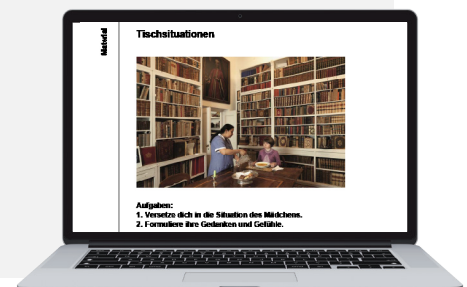 Material
Tischsituationen
Aufgaben:
1. Versetze dich in die Situation des Mädchens.
2. Formuliere ihre Gedanken und Gefühle.